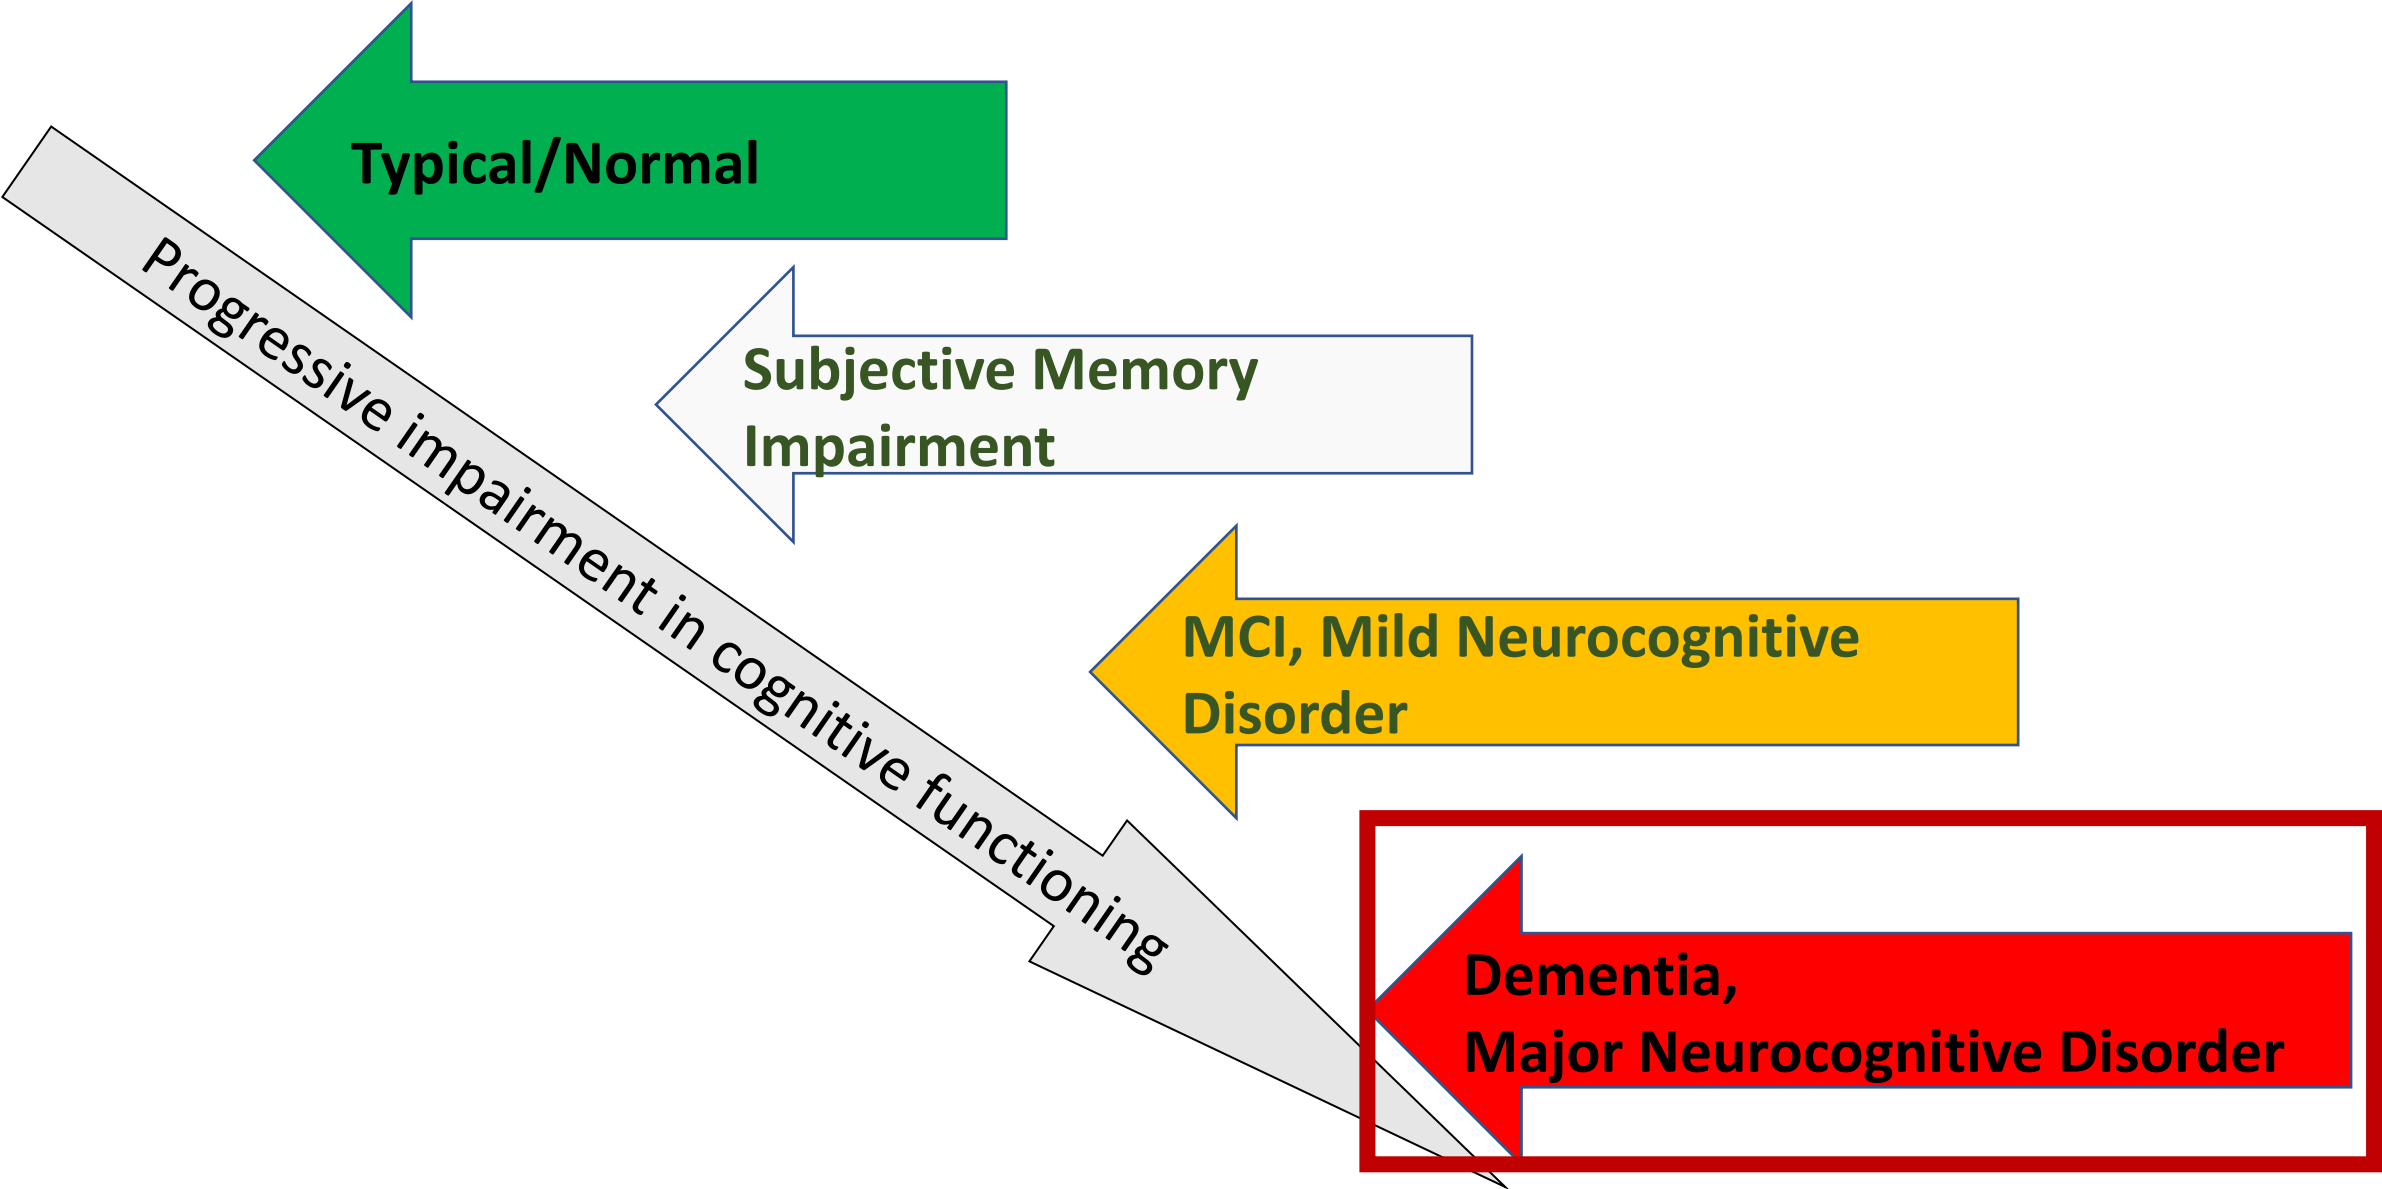 Typical/Normal
Progressive impairment in cognitive functioning
Subjective Memory
Impairment
MCI, Mild Neurocognitive
Disorder
Dementia,
Major Neurocognitive Disorder